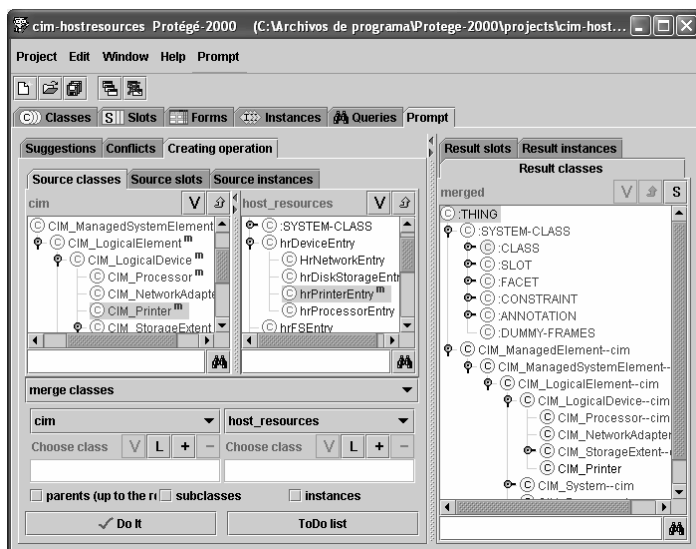 cim-hostresources Protégé-2000 (C:\Archivos de programa\Protege-2000\projects\cim-host...
Project Edit Window Help Prompt
C Classes S Slots Forms Instances Queries Prompt
Suggestions Conflicts Creating operation
Source classes Source slots Source instances
cim V
CIM_ManagedSystemElement
CIM_LogicalElement m
CIM_LogicalDevice m
CIM_Processor m
CIM_NetworkAdapte
CIM_Printer m
CIM_StorageExtent
host_resources V
:SYSTEM-CLASS
hrDeviceEntry
HrNetworkEntry
hrDiskStorageEntr
hrPrinterEntry m
hrProcessorEntry
hrFSEntry
merge classes
cim host_resources
Choose class V L + - Choose class V L + -
parents (up to the r subclasses instances
Do It ToDo list
Result slots Result instances
Result classes
merged V S
:THING
:SYSTEM-CLASS
:CLASS
:SLOT
:FACET
:CONSTRAINT
:ANNOTATION
:DUMMY-FRAMES
CIM_ManagedElement--cim
CIM_ManagedSystemElement--
CIM_LogicalElement--cim
CIM_LogicalDevice--cim
CIM_Processor--cim
CIM_NetworkAdapter
CIM_StorageExtent--
CIM_Printer
CIM_System--cim